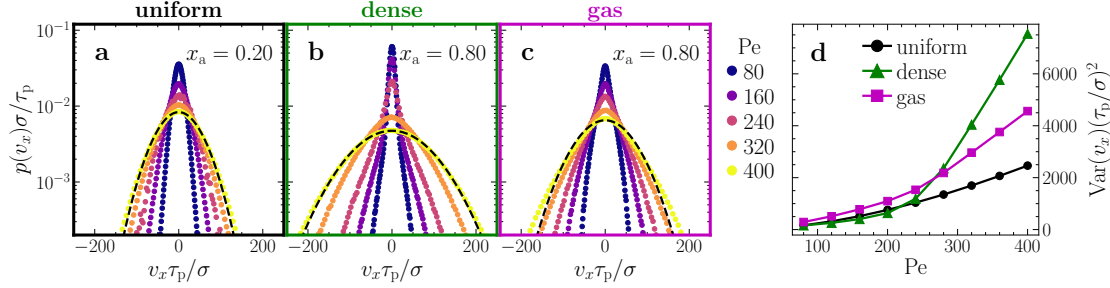 uniform
dense
gas
a
x_a = 0.20
b
x_a = 0.80
c
x_a = 0.80
d
p(v_x)σ/τ_p
10⁻¹
10⁻²
10⁻³
−200
0
200
−200
0
200
−200
0
200
v_xτ_p/σ
v_xτ_p/σ
v_xτ_p/σ
Pe
80
160
240
320
400
uniform
dense
gas
100
200
300
400
Pe
0
2000
4000
6000
Var(v_x)(τ_p/σ)²